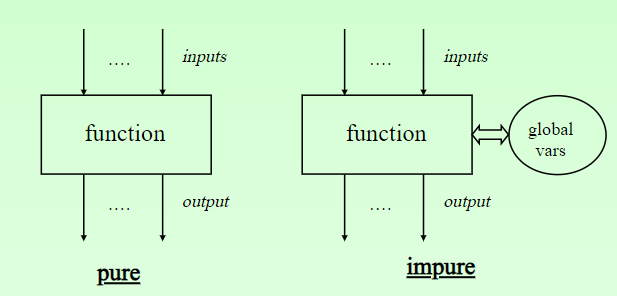 .... inputs
function
.... output
pure
.... inputs
function
global
vars
.... output
impure